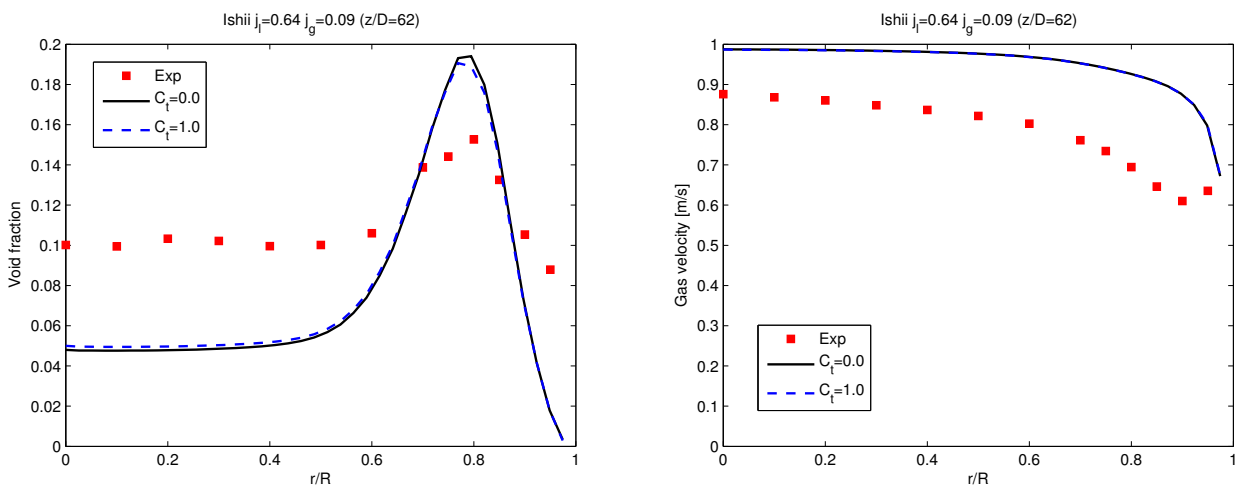 Ishii j_l=0.64 j_g=0.09 (z/D=62)
0.2
0.18
0.16
0.14
0.12
0.1
0.08
0.06
0.04
0.02
0
Void fraction
Exp
C_t=0.0
C_t=1.0
0 0.2 0.4 0.6 0.8 1
r/R
Ishii j_l=0.64 j_g=0.09 (z/D=62)
1
0.9
0.8
0.7
0.6
0.5
0.4
0.3
0.2
0.1
0
Gas velocity [m/s]
Exp
C_t=0.0
C_t=1.0
0 0.2 0.4 0.6 0.8 1
r/R